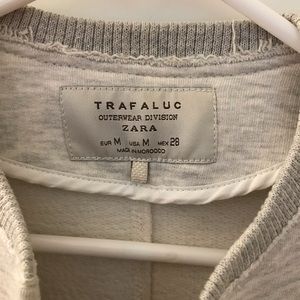 TRAFALUC
OUTERWEAR DIVISION
ZARA
EUR M USA M MEX 28
MADE IN MOROCCO